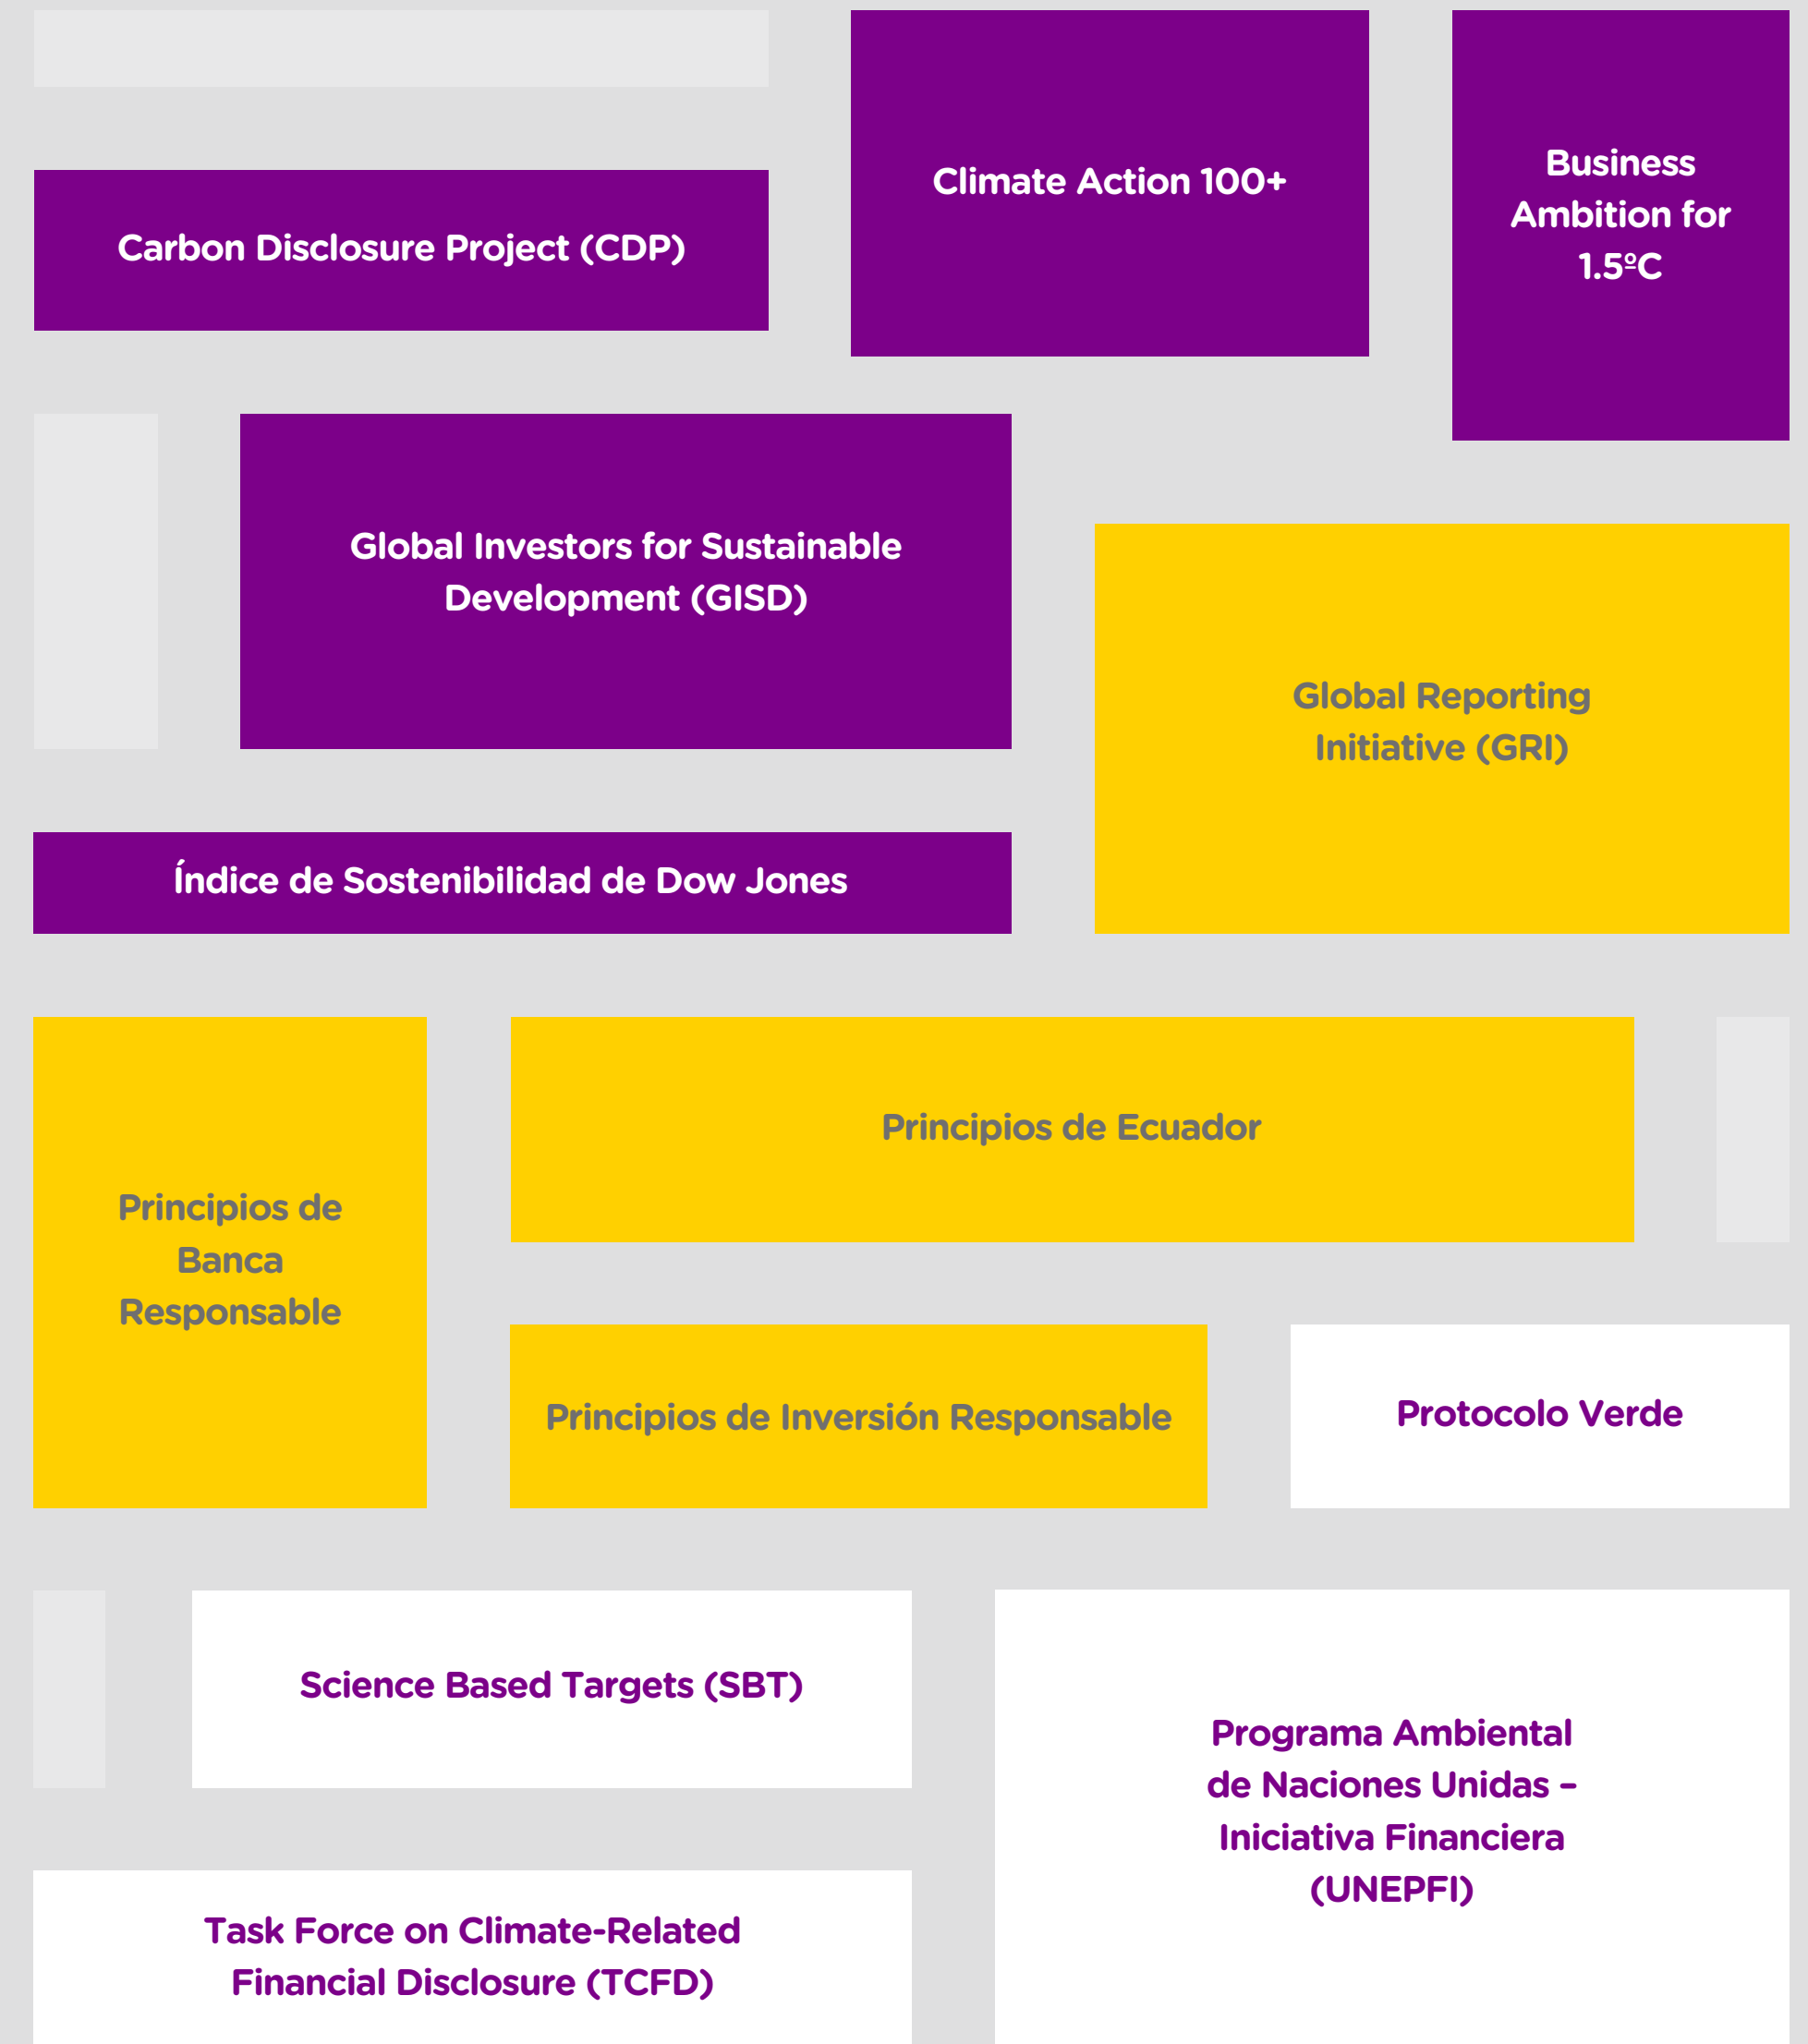 Climate Action 100+
Business
Ambition for
1.5ºC
Carbon Disclosure Project (CDP)
Global Investors for Sustainable
Development (GISD)
Global Reporting
Initiative (GRI)
Índice de Sostenibilidad de Dow Jones
Principios de Ecuador
Principios de
Banca
Responsable
Principios de Inversión Responsable
Protocolo Verde
Science Based Targets (SBT)
Programa Ambiental
de Naciones Unidas –
Iniciativa Financiera
(UNEPFI)
Task Force on Climate-Related
Financial Disclosure (TCFD)